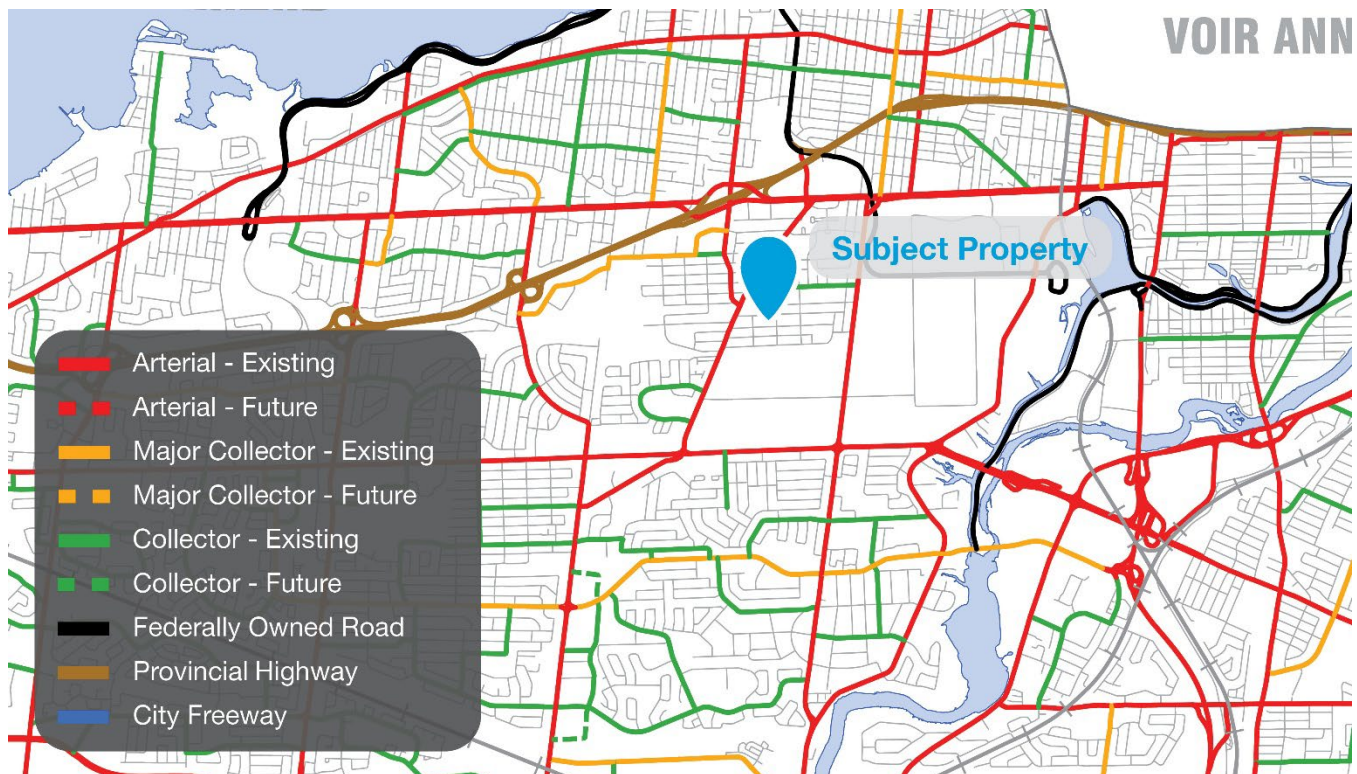 VOIR ANN
Subject Property
Arterial - Existing
Arterial - Future
Major Collector - Existing
Major Collector - Future
Collector - Existing
Collector - Future
Federally Owned Road
Provincial Highway
City Freeway